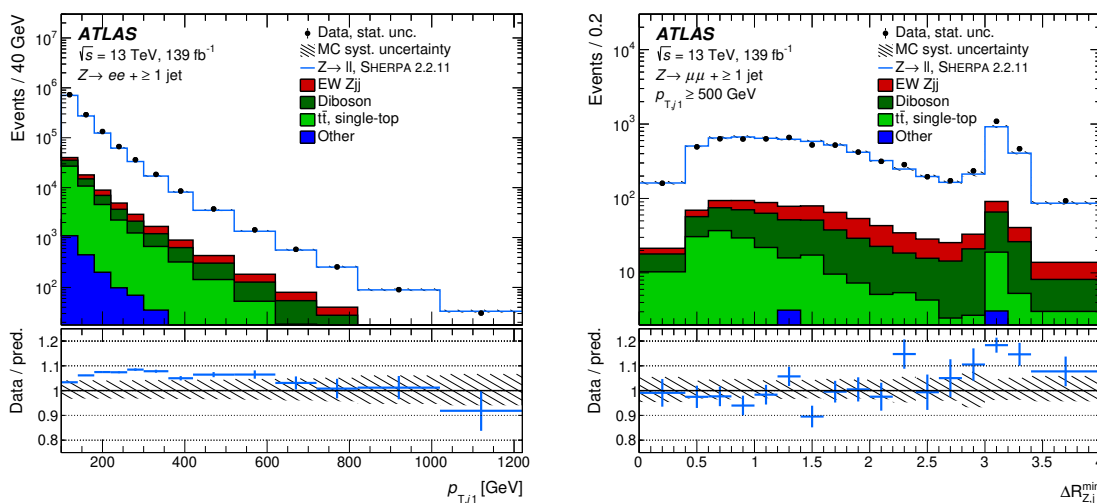 ATLAS
√s = 13 TeV, 139 fb⁻¹
Z→ ee + ≥ 1 jet
Data, stat. unc.
MC syst. uncertainty
Z→ ll, SHERPA 2.2.11
EW Zjj
Diboson
tt̄, single-top
Other
Events / 40 GeV
10⁷
10⁶
10⁵
10⁴
10³
10²
Data / pred.
1.2
1.1
1
0.9
0.8
200 400 600 800 1000 1200
p_T,j1 [GeV]
ATLAS
√s = 13 TeV, 139 fb⁻¹
Z→ μμ + ≥ 1 jet
p_T,j1 ≥ 500 GeV
Data, stat. unc.
MC syst. uncertainty
Z→ ll, SHERPA 2.2.11
EW Zjj
Diboson
tt̄, single-top
Other
Events / 0.2
10⁴
10³
10²
10
Data / pred.
1.2
1.1
1
0.9
0.8
0 0.5 1 1.5 2 2.5 3 3.5 4
ΔR^min_Z,j